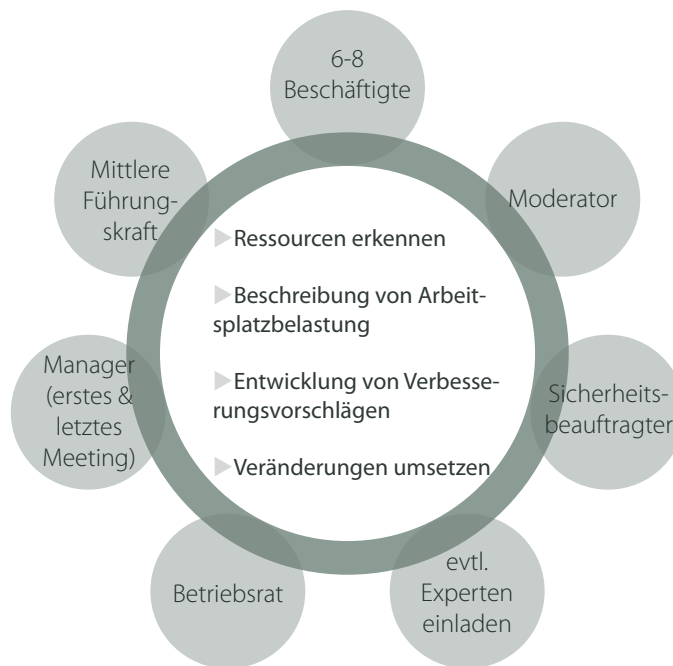 6-8
Beschäftigte
Mittlere
Führung-
skraft
Moderator
▶Ressourcen erkennen
▶Beschreibung von Arbeit-
splatzbelastung
▶Entwicklung von Verbesse-
rungsvorschlägen
▶Veränderungen umsetzen
Manager
(erstes &
letztes
Meeting)
Sicherheits-
beauftragter
Betriebsrat
evtl.
Experten
einladen